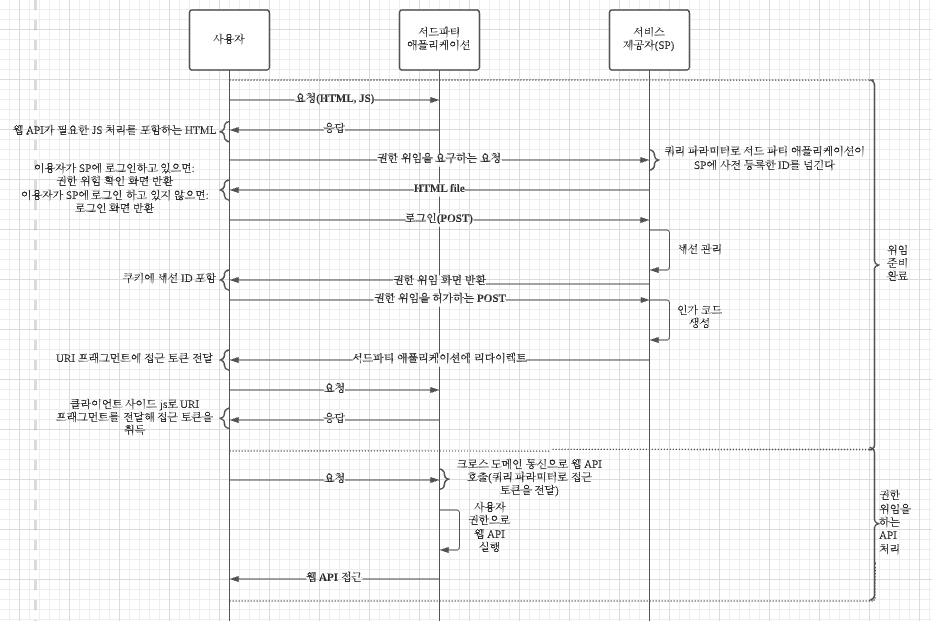 사용자
서드파티
애플리케이션
서비스
제공자(SP)
요청(HTML, JS)
웹 API가 필요한 JS 처리를 포함하는 HTML
응답
권한 위임을 요구하는 요청
쿼리 파라미터로 서드 파티 애플리케이션이
SP에 사전 등록한 ID를 넘긴다
이용자가 SP에 로그인하고 있으면:
권한 위임 확인 화면 반환
이용자가 SP에 로그인 하고 있지 않으면:
로그인 화면 반환
HTML file
로그인(POST)
세션 관리
위임
준비
완료
쿠키에 세션 ID 포함
권한 위임 화면 반환
권한 위임을 허가하는 POST
인가 코드
생성
URI 프래그먼트에 접근 토큰 전달
서드파티 애플리케이션에 리다이렉트
요청
클라이언트 사이드 js로 URI
프래그먼트를 전달해 접근 토큰을
취득
응답
크로스 도메인 통신으로 웹 API
호출(쿼리 파라미터로 접근
토큰을 전달)
요청
사용자
권한으로
웹 API
실행
권한
위임을
하는
API
처리
웹 API 접근